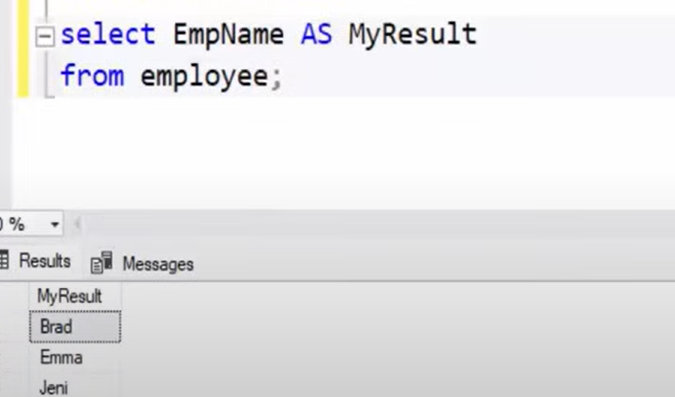 select EmpName AS MyResult
from employee;
%
Results Messages
MyResult
Brad
Emma
Jeni